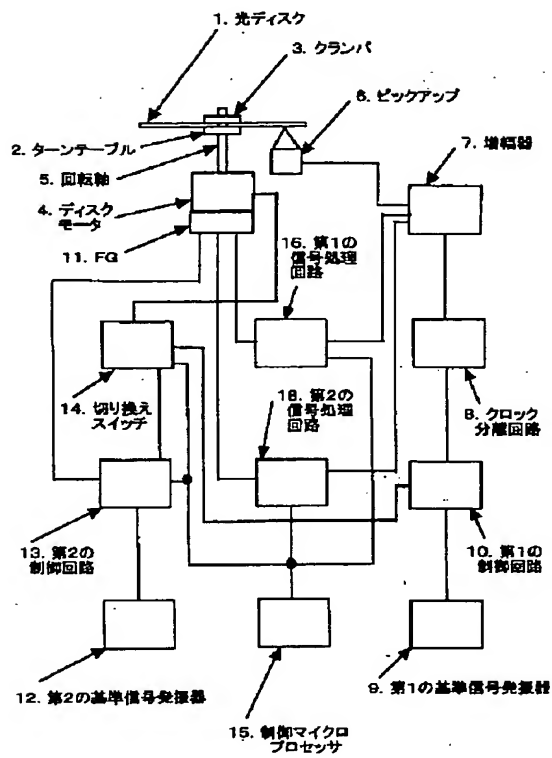 1. 光ディスク
3. クランパ
6. ピックアップ
2. ターンテーブル
7. 増幅器
5. 回転軸
4. ディスク
モータ
11. FG
16. 第1の
信号処理
回路
14. 切り換え
スイッチ
18. 第2の
信号処理
回路
8. クロック
分離回路
13. 第2の
制御回路
10. 第1の
制御回路
12. 第2の基準信号発振器
9. 第1の基準信号発振器
15. 制御マイクロ
プロセッサ